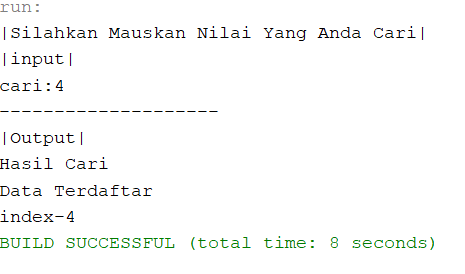 run:
|Silahkan Mauskan Nilai Yang Anda Cari|
|input|
cari:4
--------------------
|Output|
Hasil Cari
Data Terdaftar
index-4
BUILD SUCCESSFUL (total time: 8 seconds)